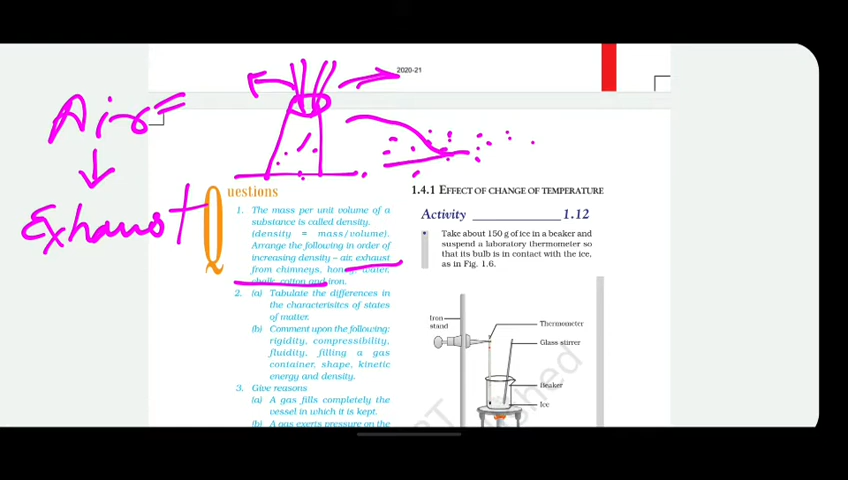 2020-21
Air
Exhaust
Questions
1. The mass per unit volume of a
substance is called density.
(density = mass/volume).
Arrange the following in order of
increasing density – air, exhaust
from chimneys, honey, water,
chalk, cotton and iron.
2. (a) Tabulate the differences in
the characterisitcs of states
of matter.
(b) Comment upon the following:
rigidity, compressibility,
fluidity, filling a gas
container, shape, kinetic
energy and density.
3. Give reasons
(a) A gas fills completely the
vessel in which it is kept.
(b) A gas exerts pressure on the
1.4.1 EFFECT OF CHANGE OF TEMPERATURE
Activity ______________ 1.12
• Take about 150 g of ice in a beaker and
suspend a laboratory thermometer so
that its bulb is in contact with the ice,
as in Fig. 1.6.
Iron
stand
Thermometer
Glass stirrer
Beaker
Ice